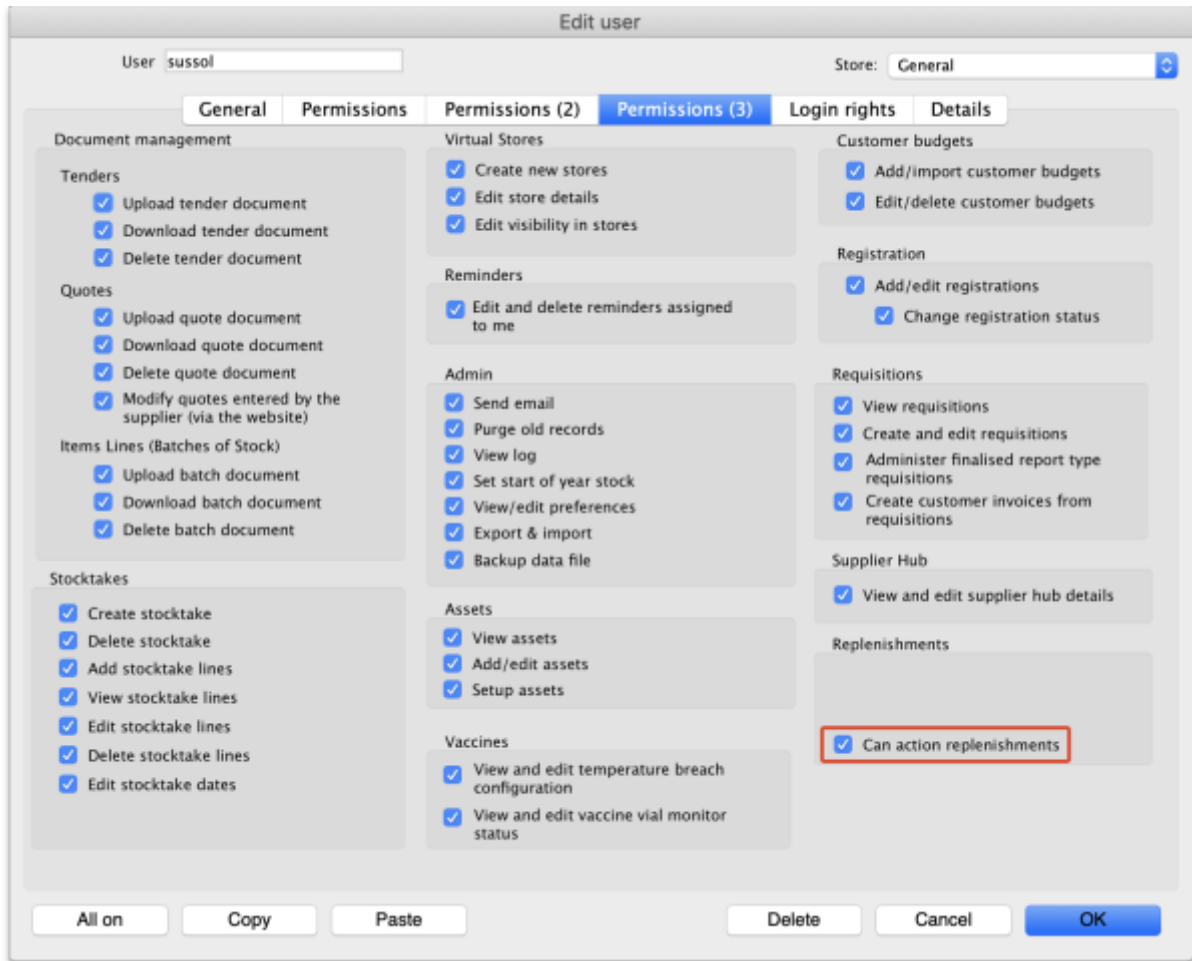 Edit user
User sussol
Store: General
General Permissions Permissions (2) Permissions (3) Login rights Details
Document management
Tenders
Upload tender document
Download tender document
Delete tender document
Quotes
Upload quote document
Download quote document
Delete quote document
Modify quotes entered by the
supplier (via the website)
Items Lines (Batches of Stock)
Upload batch document
Download batch document
Delete batch document
Stocktakes
Create stocktake
Delete stocktake
Add stocktake lines
View stocktake lines
Edit stocktake lines
Delete stocktake lines
Edit stocktake dates
Virtual Stores
Create new stores
Edit store details
Edit visibility in stores
Reminders
Edit and delete reminders assigned
to me
Admin
Send email
Purge old records
View log
Set start of year stock
View/edit preferences
Export & import
Backup data file
Assets
View assets
Add/edit assets
Setup assets
Vaccines
View and edit temperature breach
configuration
View and edit vaccine vial monitor
status
Customer budgets
Add/import customer budgets
Edit/delete customer budgets
Registration
Add/edit registrations
Change registration status
Requisitions
View requisitions
Create and edit requisitions
Administer finalised report type
requisitions
Create customer invoices from
requisitions
Supplier Hub
View and edit supplier hub details
Replenishments
Can action replenishments
All on Copy Paste Delete Cancel OK